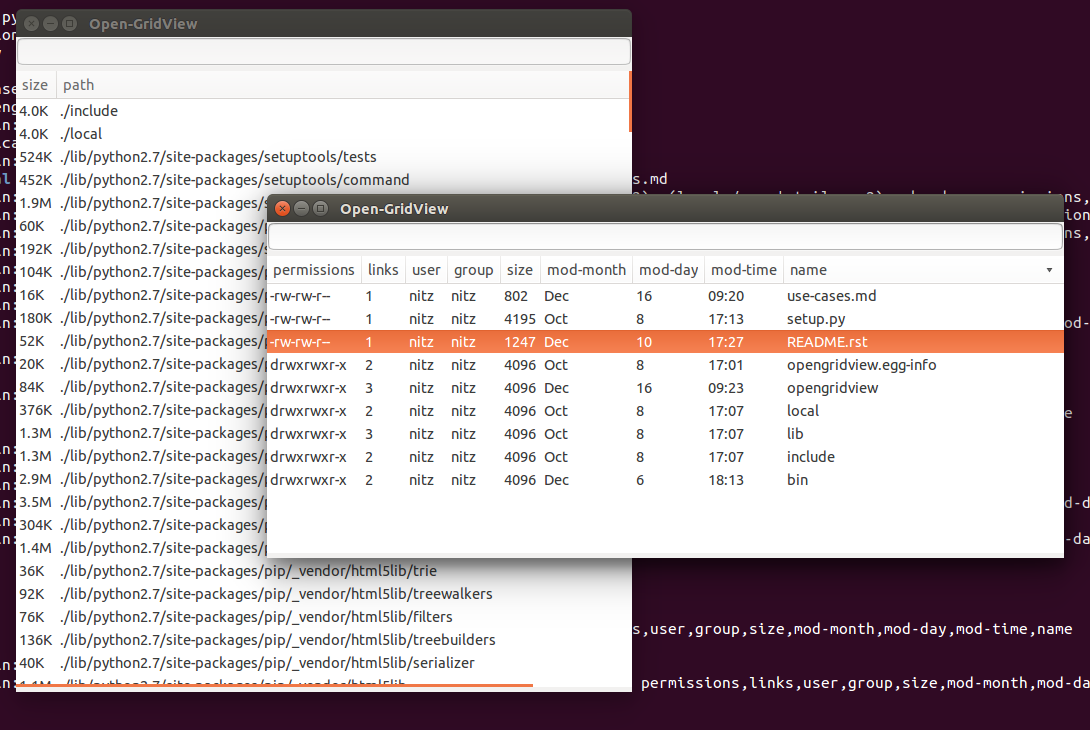 Open-GridView
size path
4.0K ./include
4.0K ./local
524K ./lib/python2.7/site-packages/setuptools/tests
452K ./lib/python2.7/site-packages/setuptools/command
1.9M ./lib/python2.7/site-packages/
60K ./lib/python2.7/site-packages/
192K ./lib/python2.7/site-packages/
104K ./lib/python2.7/site-packages/
16K ./lib/python2.7/site-packages/
180K ./lib/python2.7/site-packages/
52K ./lib/python2.7/site-packages/
20K ./lib/python2.7/site-packages/
84K ./lib/python2.7/site-packages/
376K ./lib/python2.7/site-packages/
1.3M ./lib/python2.7/site-packages/
1.3M ./lib/python2.7/site-packages/
2.9M ./lib/python2.7/site-packages/
3.5M ./lib/python2.7/site-packages/
304K ./lib/python2.7/site-packages/
1.4M ./lib/python2.7/site-packages/
36K ./lib/python2.7/site-packages/pip/_vendor/html5lib/trie
92K ./lib/python2.7/site-packages/pip/_vendor/html5lib/treewalkers
76K ./lib/python2.7/site-packages/pip/_vendor/html5lib/filters
136K ./lib/python2.7/site-packages/pip/_vendor/html5lib/treebuilders
40K ./lib/python2.7/site-packages/pip/_vendor/html5lib/serializer
1.1M ./lib/python2.7/site-packages/pip/_vendor/html5lib
Open-GridView
permissions links user group size mod-month mod-day mod-time name
-rw-rw-r-- 1 nitz nitz 802 Dec 16 09:20 use-cases.md
-rw-rw-r-- 1 nitz nitz 4195 Oct 8 17:13 setup.py
-rw-rw-r-- 1 nitz nitz 1247 Dec 10 17:27 README.rst
drwxrwxr-x 2 nitz nitz 4096 Oct 8 17:01 opengridview.egg-info
drwxrwxr-x 3 nitz nitz 4096 Dec 16 09:23 opengridview
drwxrwxr-x 2 nitz nitz 4096 Oct 8 17:07 local
drwxrwxr-x 3 nitz nitz 4096 Oct 8 17:07 lib
drwxrwxr-x 2 nitz nitz 4096 Oct 8 17:07 include
drwxrwxr-x 2 nitz nitz 4096 Dec 6 18:13 bin
s.md
s,user,group,size,mod-month,mod-day,mod-time,name
permissions,links,user,group,size,mod-month,mod-da